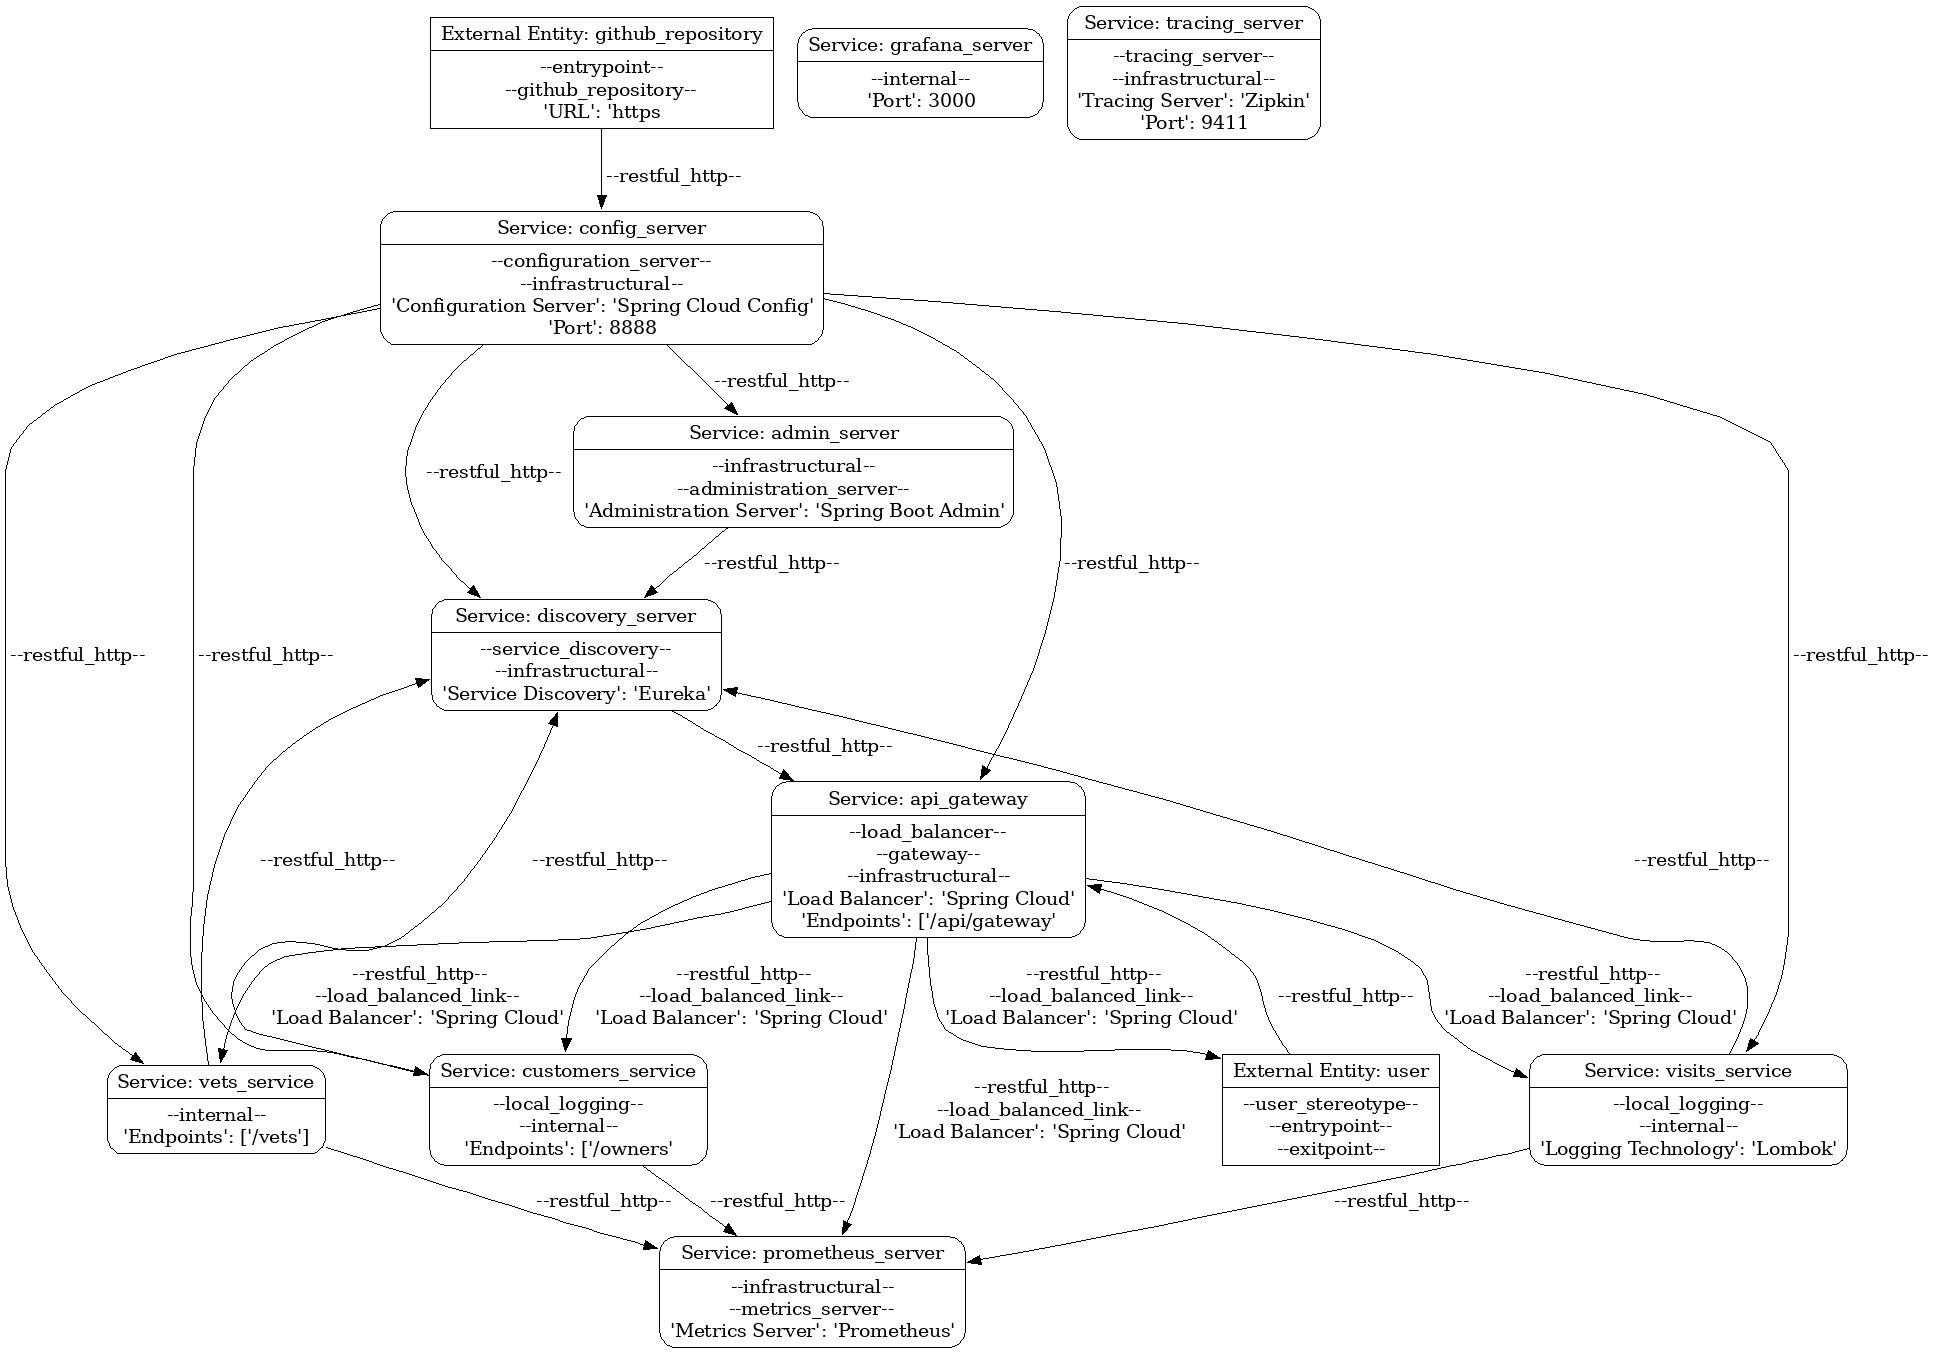 External Entity: github_repository
--entrypoint--
--github_repository--
'URL': 'https
Service: grafana_server
--internal--
'Port': 3000
Service: tracing_server
--tracing_server--
--infrastructural--
'Tracing Server': 'Zipkin'
'Port': 9411
--restful_http--
Service: config_server
--configuration_server--
--infrastructural--
'Configuration Server': 'Spring Cloud Config'
'Port': 8888
--restful_http--
Service: admin_server
--infrastructural--
--administration_server--
'Administration Server': 'Spring Boot Admin'
--restful_http--
--restful_http--
--restful_http--
Service: discovery_server
--service_discovery--
--infrastructural--
'Service Discovery': 'Eureka'
--restful_http--
--restful_http--
--restful_http--
--restful_http--
Service: api_gateway
--load_balancer--
--gateway--
--infrastructural--
'Load Balancer': 'Spring Cloud'
'Endpoints': ['/api/gateway'
--restful_http--
--restful_http--
--restful_http--
--restful_http--
--load_balanced_link--
'Load Balancer': 'Spring Cloud'
--restful_http--
--load_balanced_link--
'Load Balancer': 'Spring Cloud'
--restful_http--
--load_balanced_link--
'Load Balancer': 'Spring Cloud'
--restful_http--
--restful_http--
--load_balanced_link--
'Load Balancer': 'Spring Cloud'
Service: vets_service
--internal--
'Endpoints': ['/vets']
Service: customers_service
--local_logging--
--internal--
'Endpoints': ['/owners'
--restful_http--
--load_balanced_link--
'Load Balancer': 'Spring Cloud'
External Entity: user
--user_stereotype--
--entrypoint--
--exitpoint--
Service: visits_service
--local_logging--
--internal--
'Logging Technology': 'Lombok'
--restful_http--
--restful_http--
--restful_http--
Service: prometheus_server
--infrastructural--
--metrics_server--
'Metrics Server': 'Prometheus'